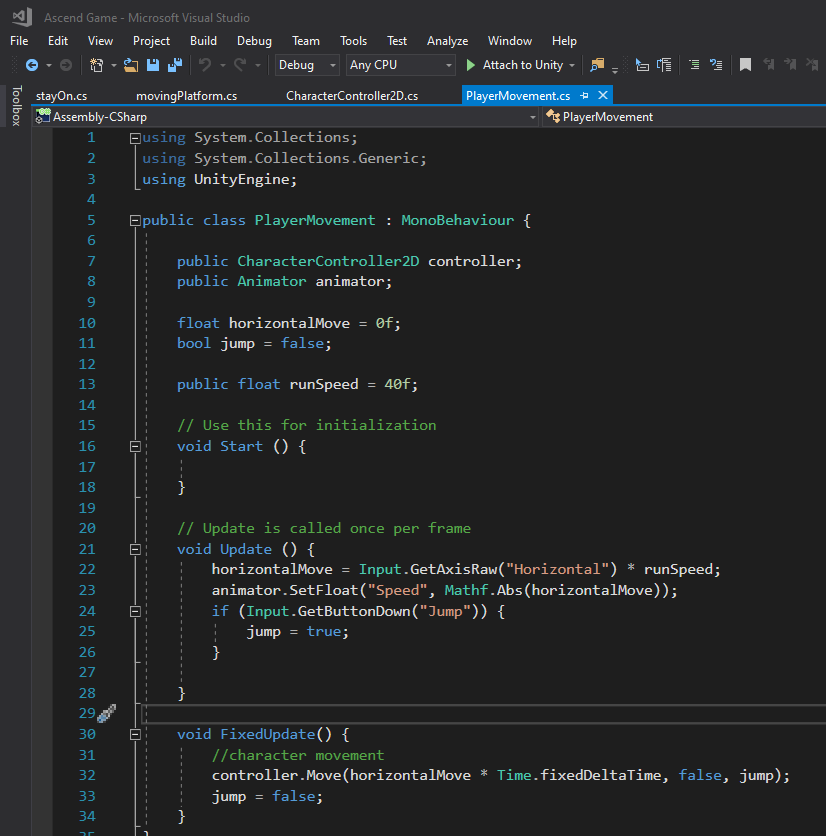 Ascend Game - Microsoft Visual Studio
File Edit View Project Build Debug Team Tools Test Analyze Window Help
Debug Any CPU Attach to Unity
Toolbox
stayOn.cs movingPlatform.cs CharacterController2D.cs PlayerMovement.cs
Assembly-CSharp PlayerMovement
1 using System.Collections;
2 using System.Collections.Generic;
3 using UnityEngine;
4
5 public class PlayerMovement : MonoBehaviour {
6
7 public CharacterController2D controller;
8 public Animator animator;
9
10 float horizontalMove = 0f;
11 bool jump = false;
12
13 public float runSpeed = 40f;
14
15 // Use this for initialization
16 void Start () {
17
18 }
19
20 // Update is called once per frame
21 void Update () {
22 horizontalMove = Input.GetAxisRaw("Horizontal") * runSpeed;
23 animator.SetFloat("Speed", Mathf.Abs(horizontalMove));
24 if (Input.GetButtonDown("Jump")) {
25 jump = true;
26 }
27
28 }
29
30 void FixedUpdate() {
31 //character movement
32 controller.Move(horizontalMove * Time.fixedDeltaTime, false, jump);
33 jump = false;
34 }
35 }